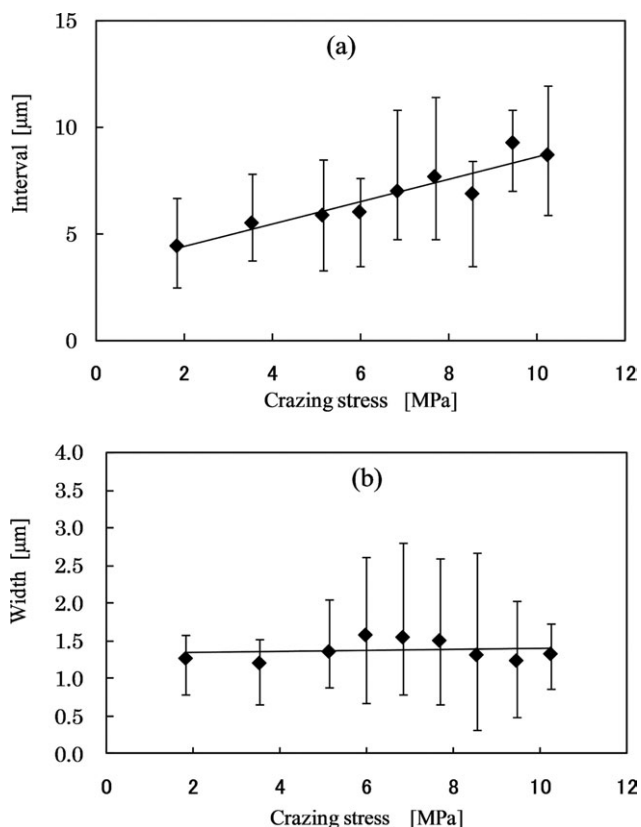 (a)
Interval [μm]
15
10
5
0
0 2 4 6 8 10 12
Crazing stress [MPa]
(b)
Width [μm]
4.0
3.5
3.0
2.5
2.0
1.5
1.0
0.5
0.0
0 2 4 6 8 10 12
Crazing stress [MPa]